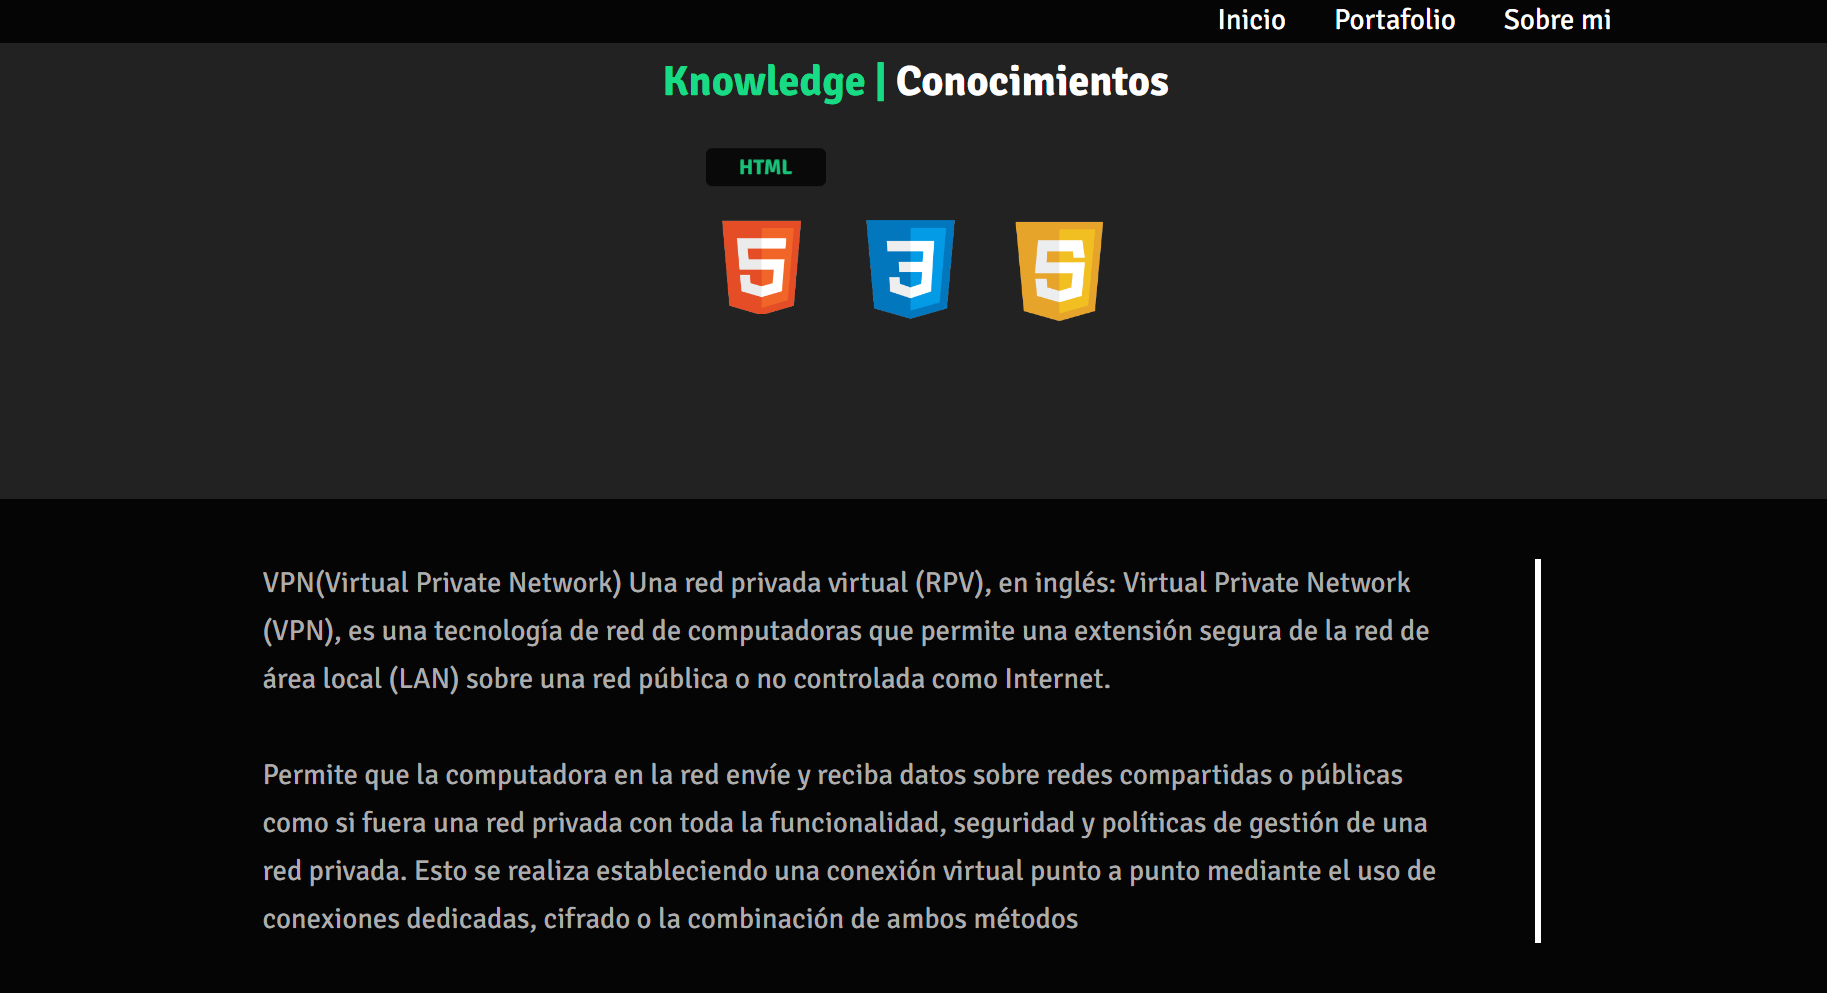 Inicio Portafolio Sobre mi
Knowledge | Conocimientos
HTML
5 3 S
VPN(Virtual Private Network) Una red privada virtual (RPV), en inglés: Virtual Private Network
(VPN), es una tecnología de red de computadoras que permite una extensión segura de la red de
área local (LAN) sobre una red pública o no controlada como Internet.
Permite que la computadora en la red envíe y reciba datos sobre redes compartidas o públicas
como si fuera una red privada con toda la funcionalidad, seguridad y políticas de gestión de una
red privada. Esto se realiza estableciendo una conexión virtual punto a punto mediante el uso de
conexiones dedicadas, cifrado o la combinación de ambos métodos